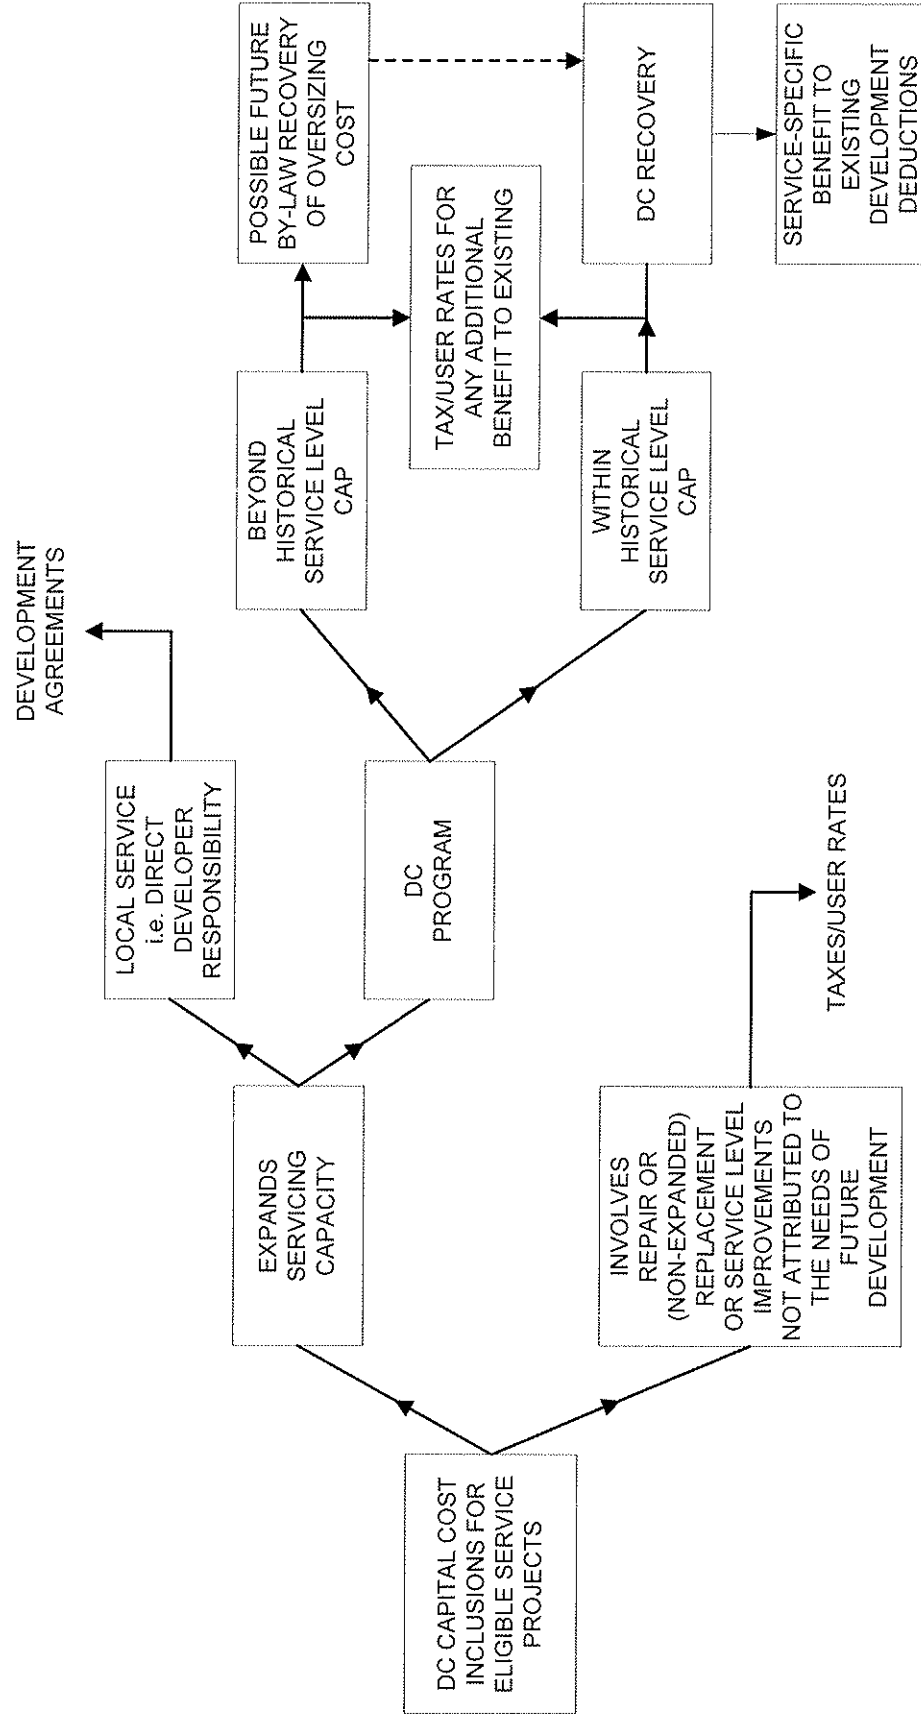 DC CAPITAL COST
INCLUSIONS FOR
ELIGIBLE SERVICE
PROJECTS
EXPANDS
SERVICING
CAPACITY
INVOLVES
REPAIR OR
(NON-EXPANDED)
REPLACEMENT
OR SERVICE LEVEL
IMPROVEMENTS
NOT ATTRIBUTED TO
THE NEEDS OF
FUTURE
DEVELOPMENT
LOCAL SERVICE
i.e. DIRECT
DEVELOPER
RESPONSIBILITY
DC
PROGRAM
TAXES/USER RATES
DEVELOPMENT
AGREEMENTS
BEYOND
HISTORICAL
SERVICE LEVEL
CAP
WITHIN
HISTORICAL
SERVICE LEVEL
CAP
POSSIBLE FUTURE
BY-LAW RECOVERY
OF OVERSIZING
COST
TAX/USER RATES FOR
ANY ADDITIONAL
BENEFIT TO EXISTING
DC RECOVERY
SERVICE-SPECIFIC
BENEFIT TO
EXISTING
DEVELOPMENT
DEDUCTIONS